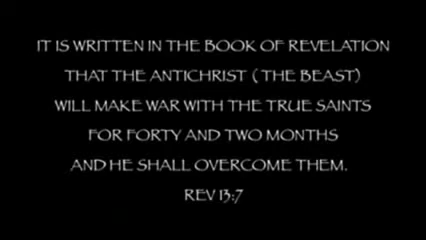 IT IS WRITTEN IN THE BOOK OF REVELATION
THAT THE ANTICHRIST (THE BEAST)
WILL MAKE WAR WITH THE TRUE SAINTS
FOR FORTY AND TWO MONTHS
AND HE SHALL OVERCOME THEM.
REV 13:7